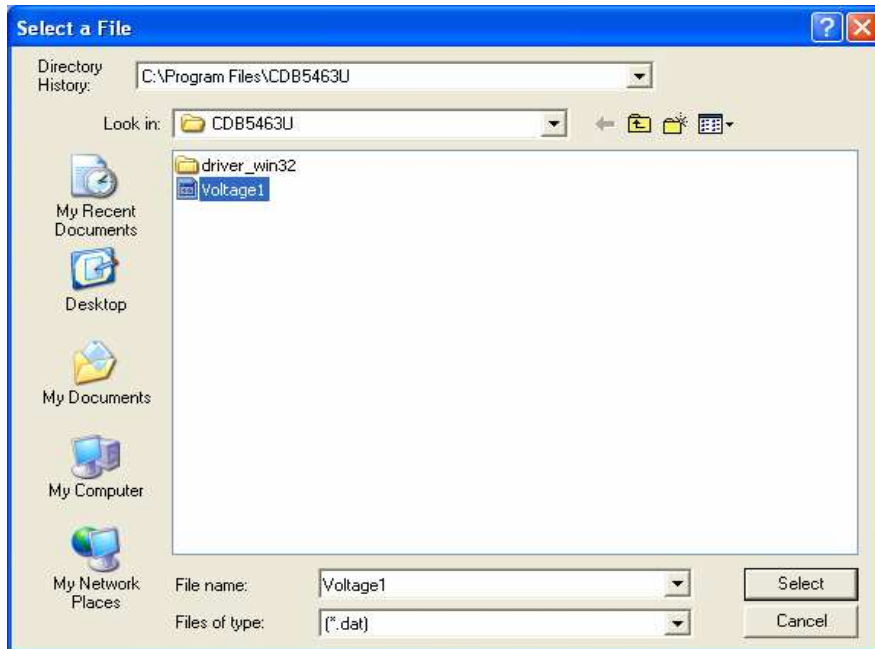 Select a File
Directory
History:
C:\Program Files\CDB5463U
Look in:
CDB5463U
driver_win32
Voltage1
My Recent
Documents
Desktop
My Documents
My Computer
My Network
Places
File name:
Voltage1
Select
Files of type:
(*.dat)
Cancel